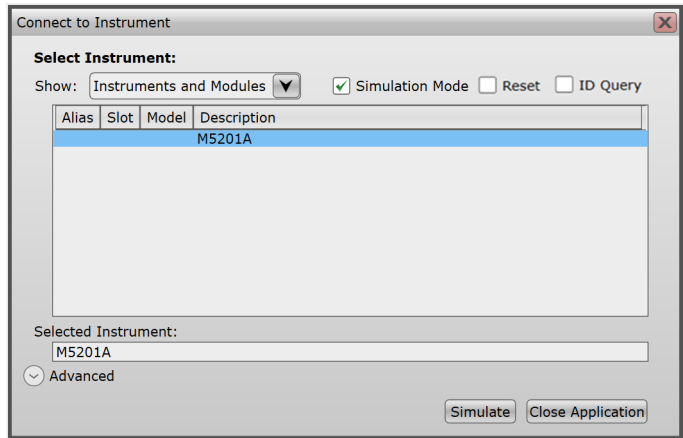 Connect to Instrument
Select Instrument:
Show: Instruments and Modules Simulation Mode Reset ID Query
Alias Slot Model Description
M5201A
Selected Instrument:
M5201A
Advanced
Simulate Close Application